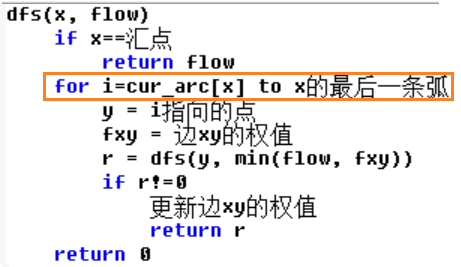 dfs(x, flow)
    if x==汇点
        return flow
    for i=cur_arc[x] to x的最后一条弧
        y = i指向的点
        fxy = 边xy的权值
        r = dfs(y, min(flow, fxy))
        if r!=0
            更新边xy的权值
            return r
    return 0